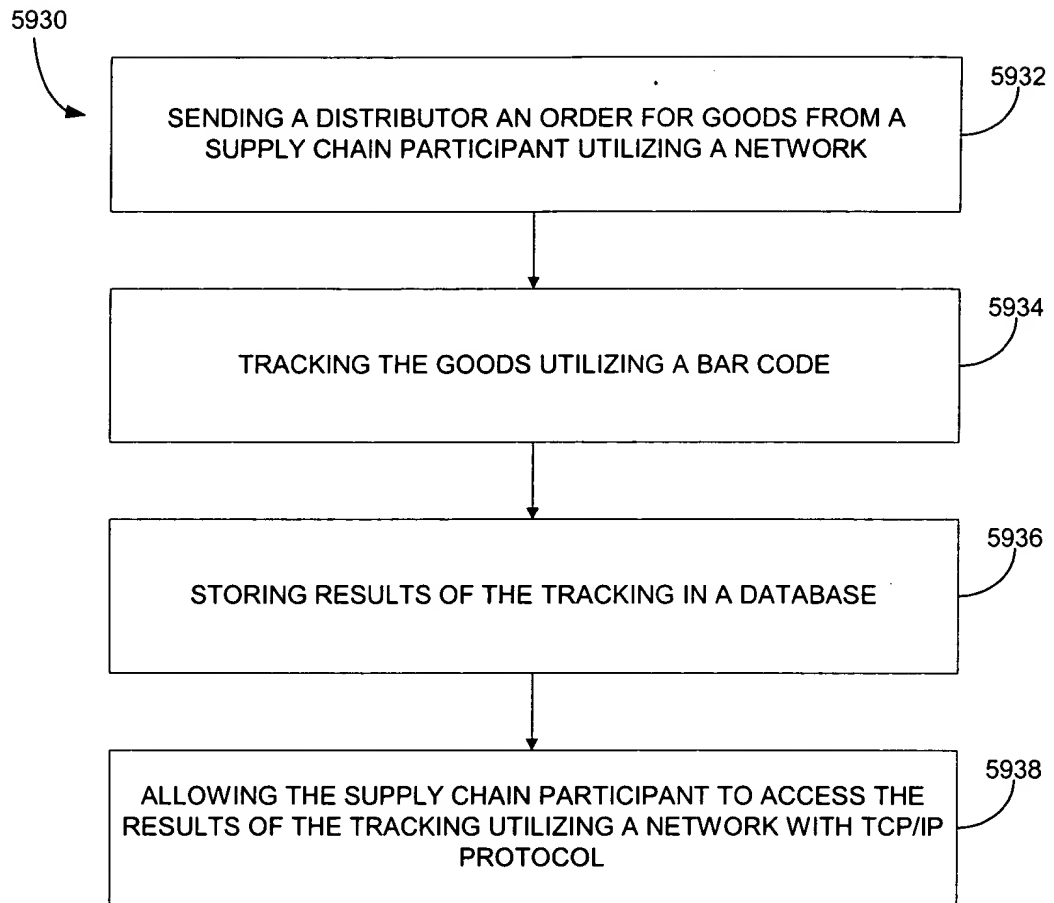 5930
5932
SENDING A DISTRIBUTOR AN ORDER FOR GOODS FROM A
SUPPLY CHAIN PARTICIPANT UTILIZING A NETWORK
5934
TRACKING THE GOODS UTILIZING A BAR CODE
5936
STORING RESULTS OF THE TRACKING IN A DATABASE
5938
ALLOWING THE SUPPLY CHAIN PARTICIPANT TO ACCESS THE
RESULTS OF THE TRACKING UTILIZING A NETWORK WITH TCP/IP
PROTOCOL